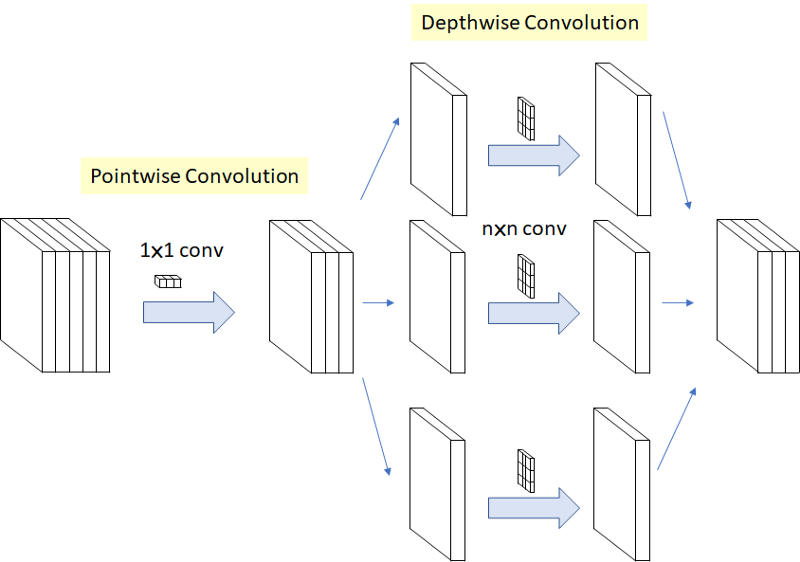 Depthwise Convolution
Pointwise Convolution
1x1 conv
nxn conv